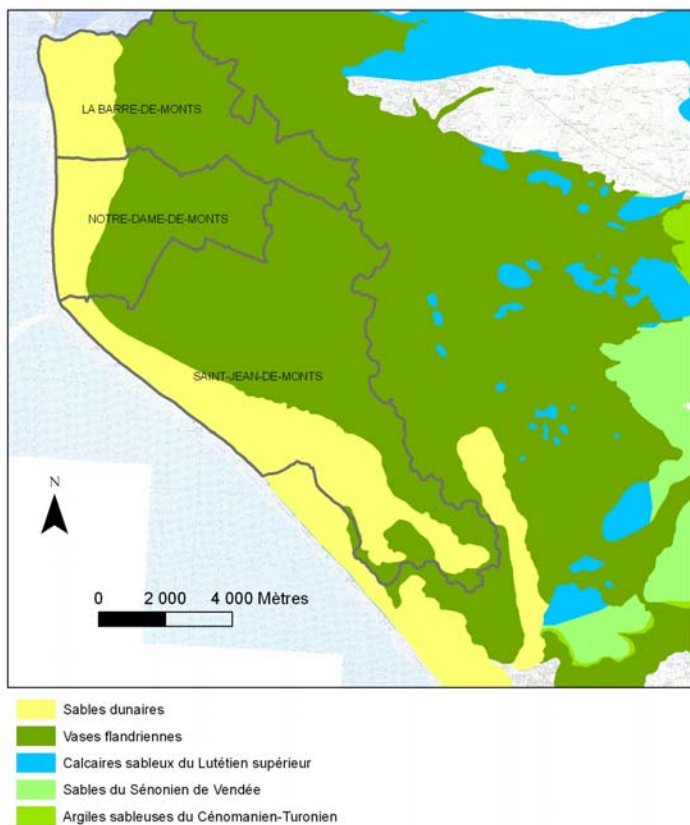 LA BARRE-DE-MONTS
NOTRE-DAME-DE-MONTS
SAINT-JEAN-DE-MONTS
N
0 2 000 4 000 Mètres
Sables dunaires
Vases flandriennes
Calcaires sableux du Lutétien supérieur
Sables du Sénonien de Vendée
Argiles sableuses du Cénomanien-Turonien